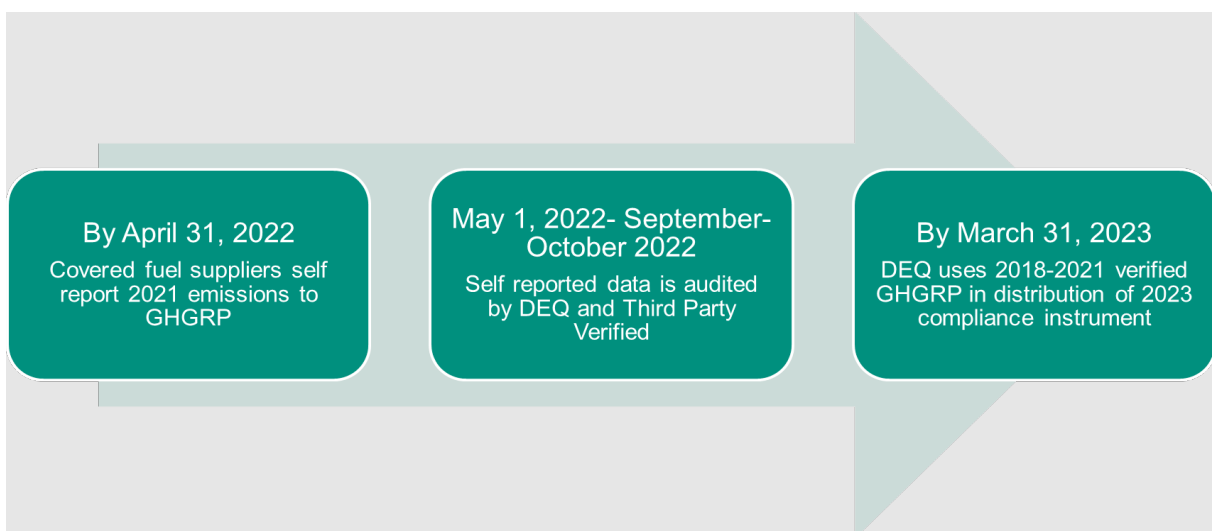 By April 31, 2022
Covered fuel suppliers self
report 2021 emissions to
GHGRP
May 1, 2022- September-
October 2022
Self reported data is audited
by DEQ and Third Party
Verified
By March 31, 2023
DEQ uses 2018-2021 verified
GHGRP in distribution of 2023
compliance instrument